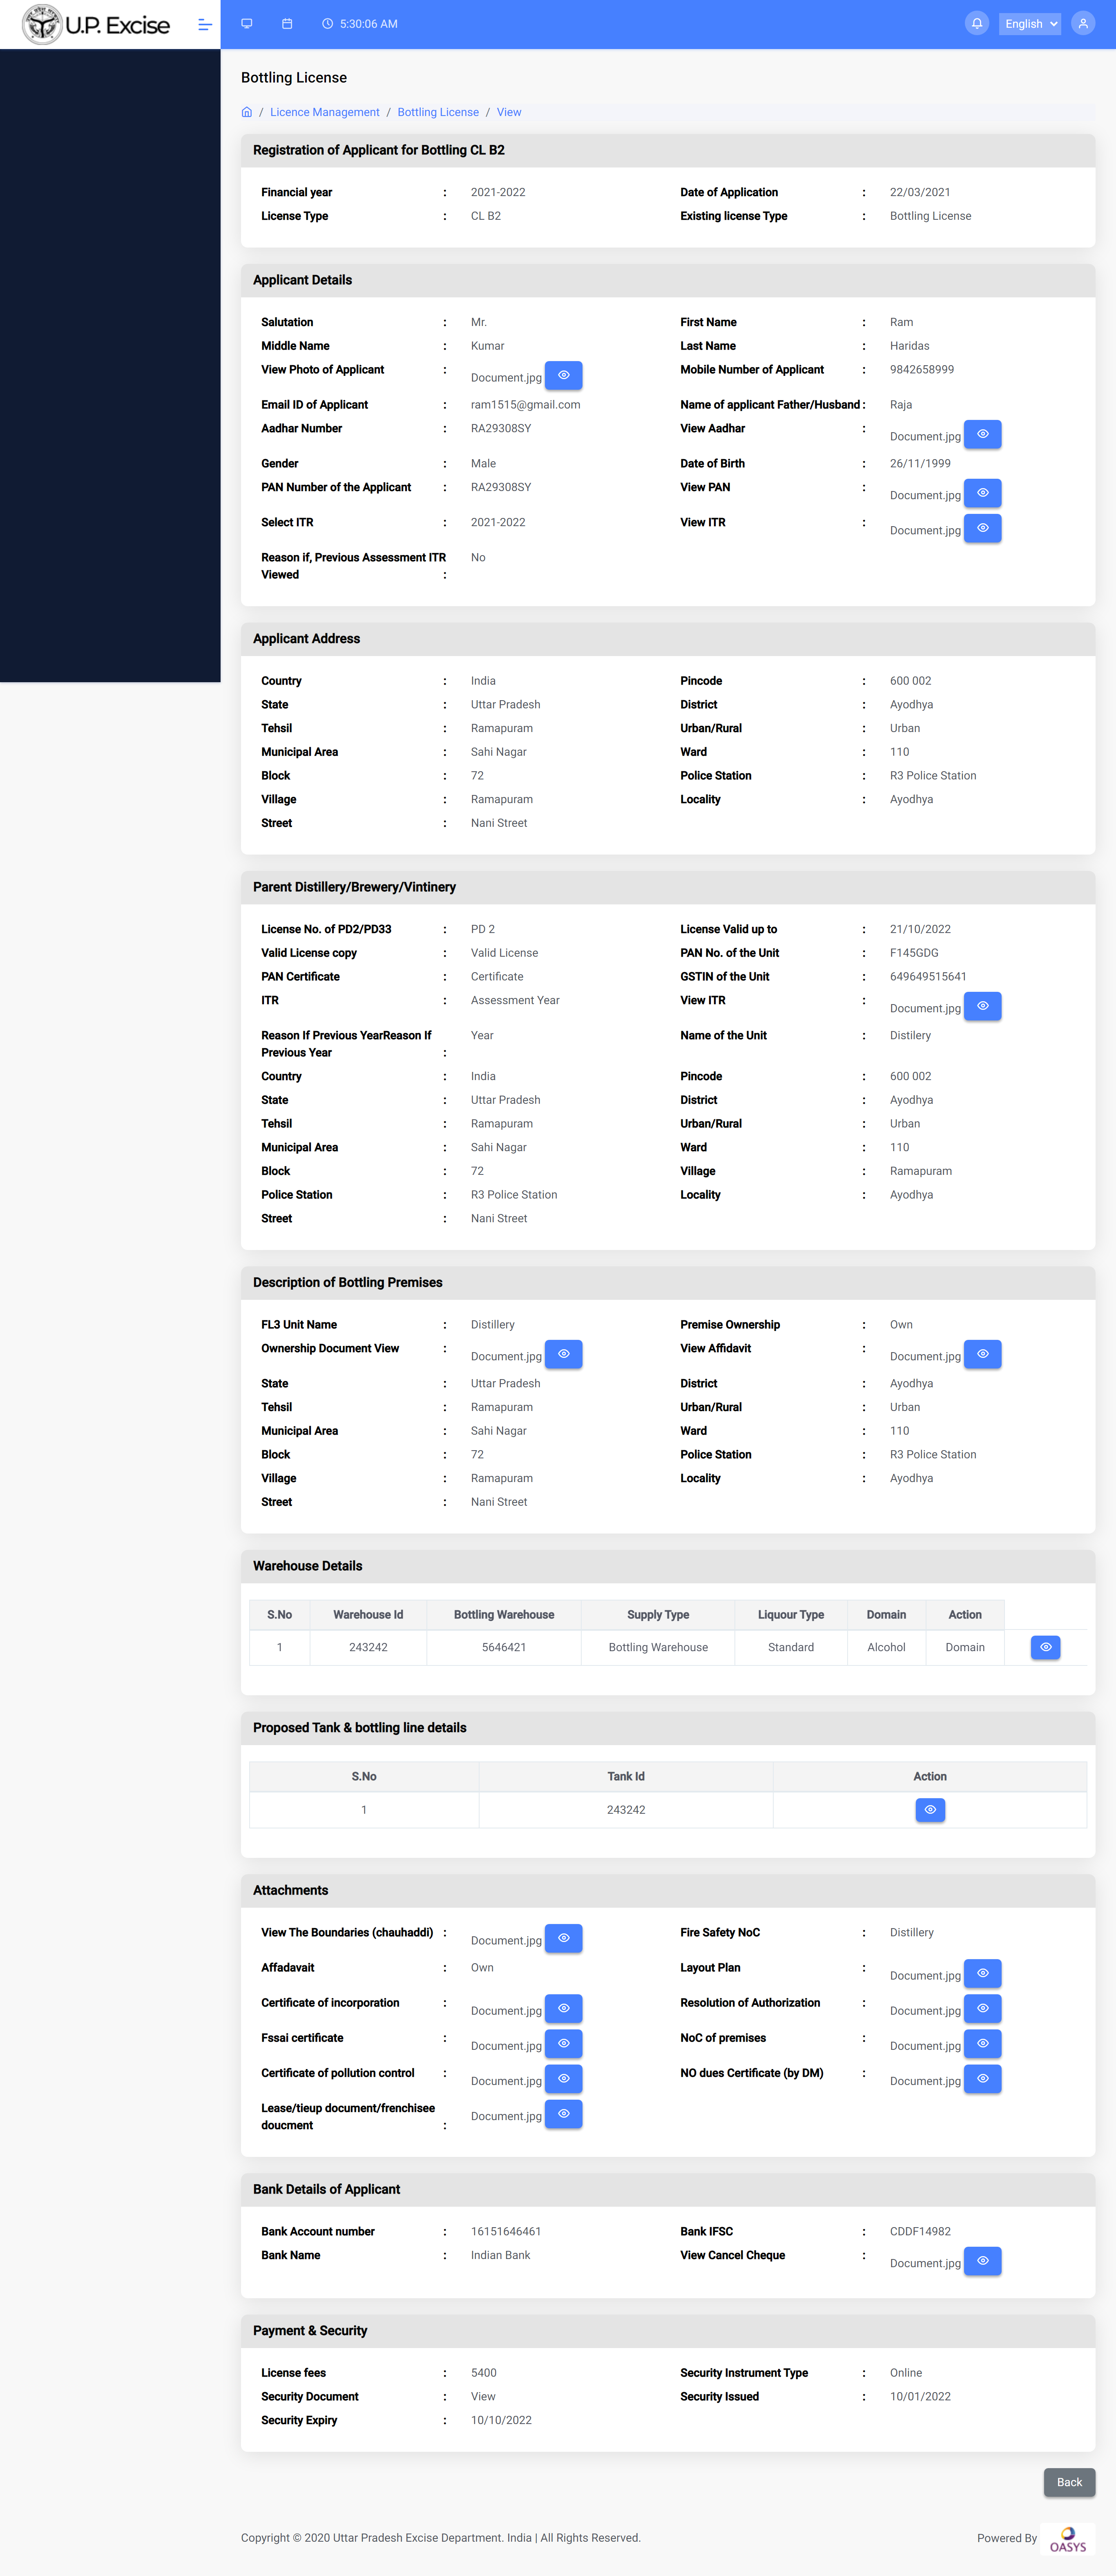 U.P. Excise
5:30:06 AM
English
Bottling License
/ Licence Management / Bottling License / View
Registration of Applicant for Bottling CL B2
Financial year : 2021-2022 Date of Application : 22/03/2021
License Type : CL B2 Existing license Type : Bottling License
Applicant Details
Salutation : Mr. First Name : Ram
Middle Name : Kumar Last Name : Haridas
View Photo of Applicant : Document.jpg Mobile Number of Applicant : 9842658999
Email ID of Applicant : ram1515@gmail.com Name of applicant Father/Husband : Raja
Aadhar Number : RA29308SY View Aadhar : Document.jpg
Gender : Male Date of Birth : 26/11/1999
PAN Number of the Applicant : RA29308SY View PAN : Document.jpg
Select ITR : 2021-2022 View ITR : Document.jpg
Reason if, Previous Assessment ITR No
Viewed :
Applicant Address
Country : India Pincode : 600 002
State : Uttar Pradesh District : Ayodhya
Tehsil : Ramapuram Urban/Rural : Urban
Municipal Area : Sahi Nagar Ward : 110
Block : 72 Police Station : R3 Police Station
Village : Ramapuram Locality : Ayodhya
Street : Nani Street
Parent Distillery/Brewery/Vintinery
License No. of PD2/PD33 : PD 2 License Valid up to : 21/10/2022
Valid License copy : Valid License PAN No. of the Unit : F145GDG
PAN Certificate : Certificate GSTIN of the Unit : 649649515641
ITR : Assessment Year View ITR : Document.jpg
Reason If Previous YearReason If Year Name of the Unit : Distilery
Previous Year :
Country : India Pincode : 600 002
State : Uttar Pradesh District : Ayodhya
Tehsil : Ramapuram Urban/Rural : Urban
Municipal Area : Sahi Nagar Ward : 110
Block : 72 Village : Ramapuram
Police Station : R3 Police Station Locality : Ayodhya
Street : Nani Street
Description of Bottling Premises
FL3 Unit Name : Distillery Premise Ownership : Own
Ownership Document View : Document.jpg View Affidavit : Document.jpg
State : Uttar Pradesh District : Ayodhya
Tehsil : Ramapuram Urban/Rural : Urban
Municipal Area : Sahi Nagar Ward : 110
Block : 72 Police Station : R3 Police Station
Village : Ramapuram Locality : Ayodhya
Street : Nani Street
Warehouse Details
S.No Warehouse Id Bottling Warehouse Supply Type Liquour Type Domain Action
1 243242 5646421 Bottling Warehouse Standard Alcohol Domain
Proposed Tank & bottling line details
S.No Tank Id Action
1 243242
Attachments
View The Boundaries (chauhaddi) : Document.jpg Fire Safety NoC : Distillery
Affadavait : Own Layout Plan : Document.jpg
Certificate of incorporation : Document.jpg Resolution of Authorization : Document.jpg
Fssai certificate : Document.jpg NoC of premises : Document.jpg
Certificate of pollution control : Document.jpg NO dues Certificate (by DM) : Document.jpg
Lease/tieup document/frenchisee Document.jpg
doucment :
Bank Details of Applicant
Bank Account number : 16151646461 Bank IFSC : CDDF14982
Bank Name : Indian Bank View Cancel Cheque : Document.jpg
Payment & Security
License fees : 5400 Security Instrument Type : Online
Security Document : View Security Issued : 10/01/2022
Security Expiry : 10/10/2022
Back
Copyright © 2020 Uttar Pradesh Excise Department. India | All Rights Reserved. Powered By OASYS